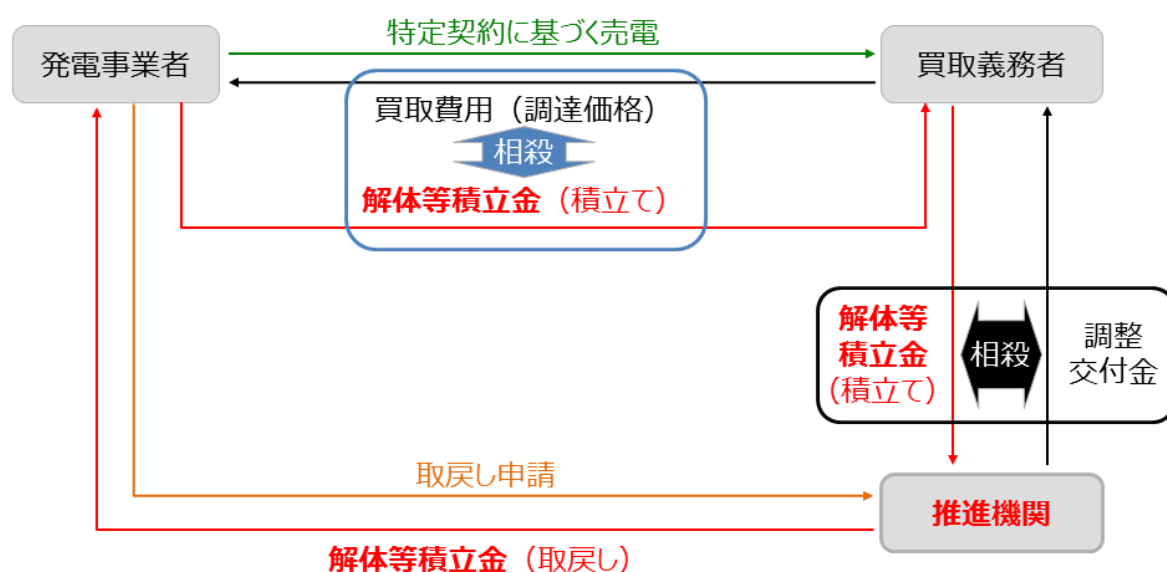 特定契約に基づく売電
発電事業者
買取義務者
買取費用（調達価格）
相殺
解体等積立金（積立て）
解体等
積立金
（積立て）
相殺
調整
交付金
取戻し申請
推進機関
解体等積立金（取戻し）